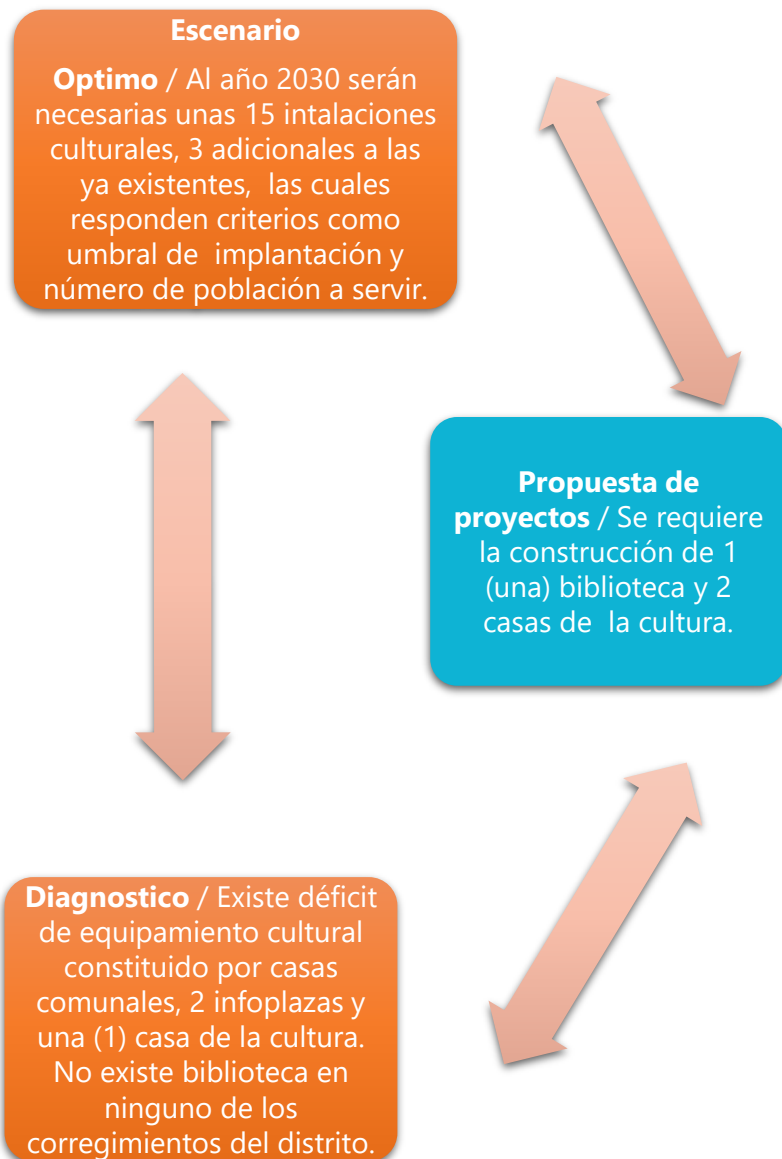 Escenario
Optimo / Al año 2030 serán
necesarias unas 15 intalaciones
culturales, 3 adicionales a las
ya existentes, las cuales
responden criterios como
umbral de implantación y
número de población a servir.
Propuesta de
proyectos / Se requiere
la construcción de 1
(una) biblioteca y 2
casas de la cultura.
Diagnostico / Existe déficit
de equipamiento cultural
constituido por casas
comunales, 2 infoplazas y
una (1) casa de la cultura.
No existe biblioteca en
ninguno de los
corregimientos del distrito.